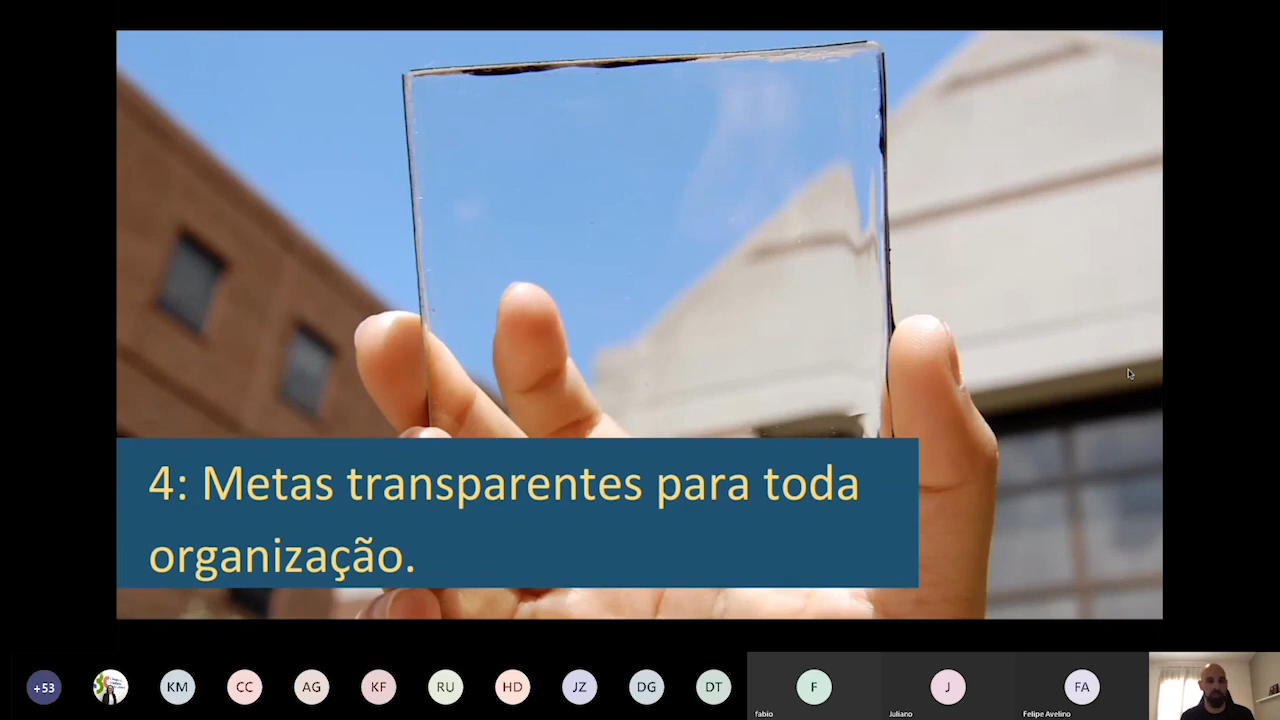 4: Metas transparentes para toda
organização.
+53
KM
CC
AG
KF
RU
HD
JZ
DG
DT
F
J
FA
fabio
Juliano
Felipe Avelino